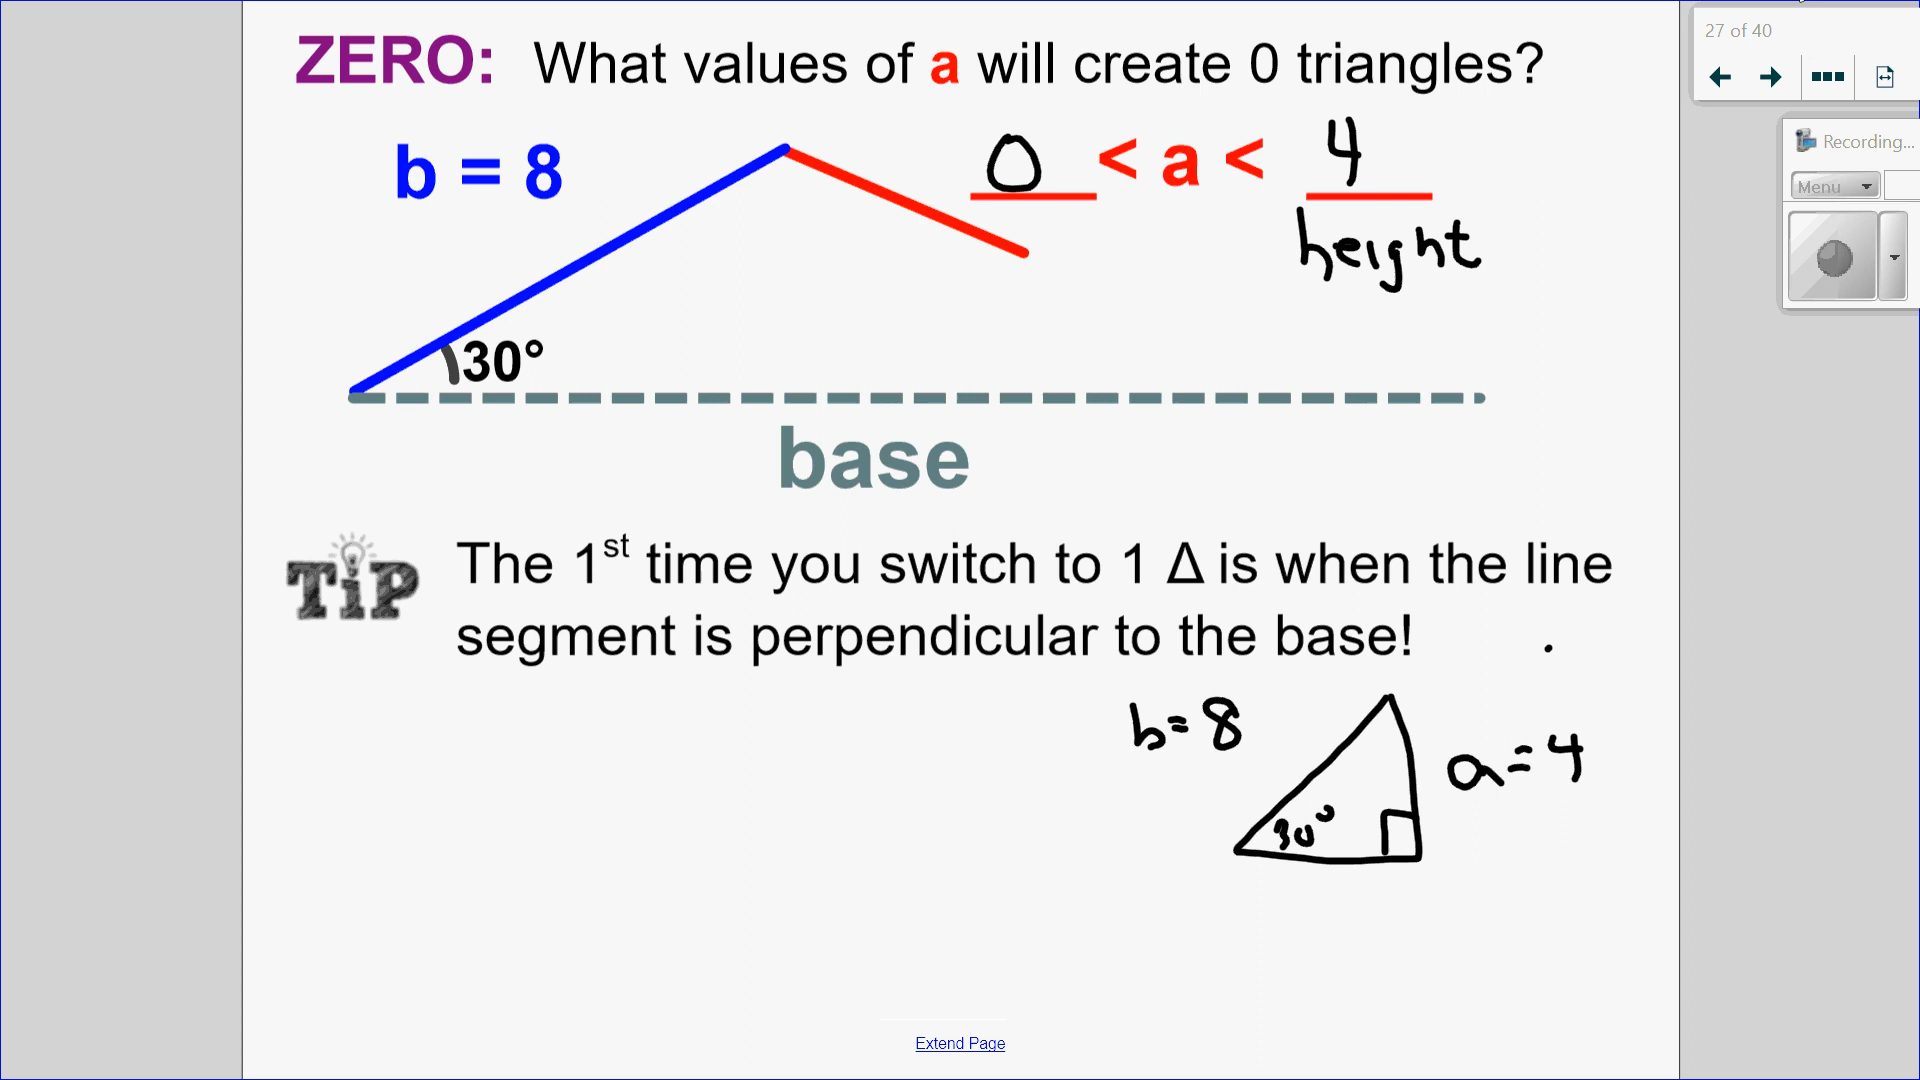 ZERO: What values of a will create 0 triangles?
b = 8
0 < a < 4
height
30°
base
TiP
The 1st time you switch to 1 Δ is when the line
segment is perpendicular to the base!
b=8
a=4
30°
Extend Page
27 of 40
Recording...
Menu